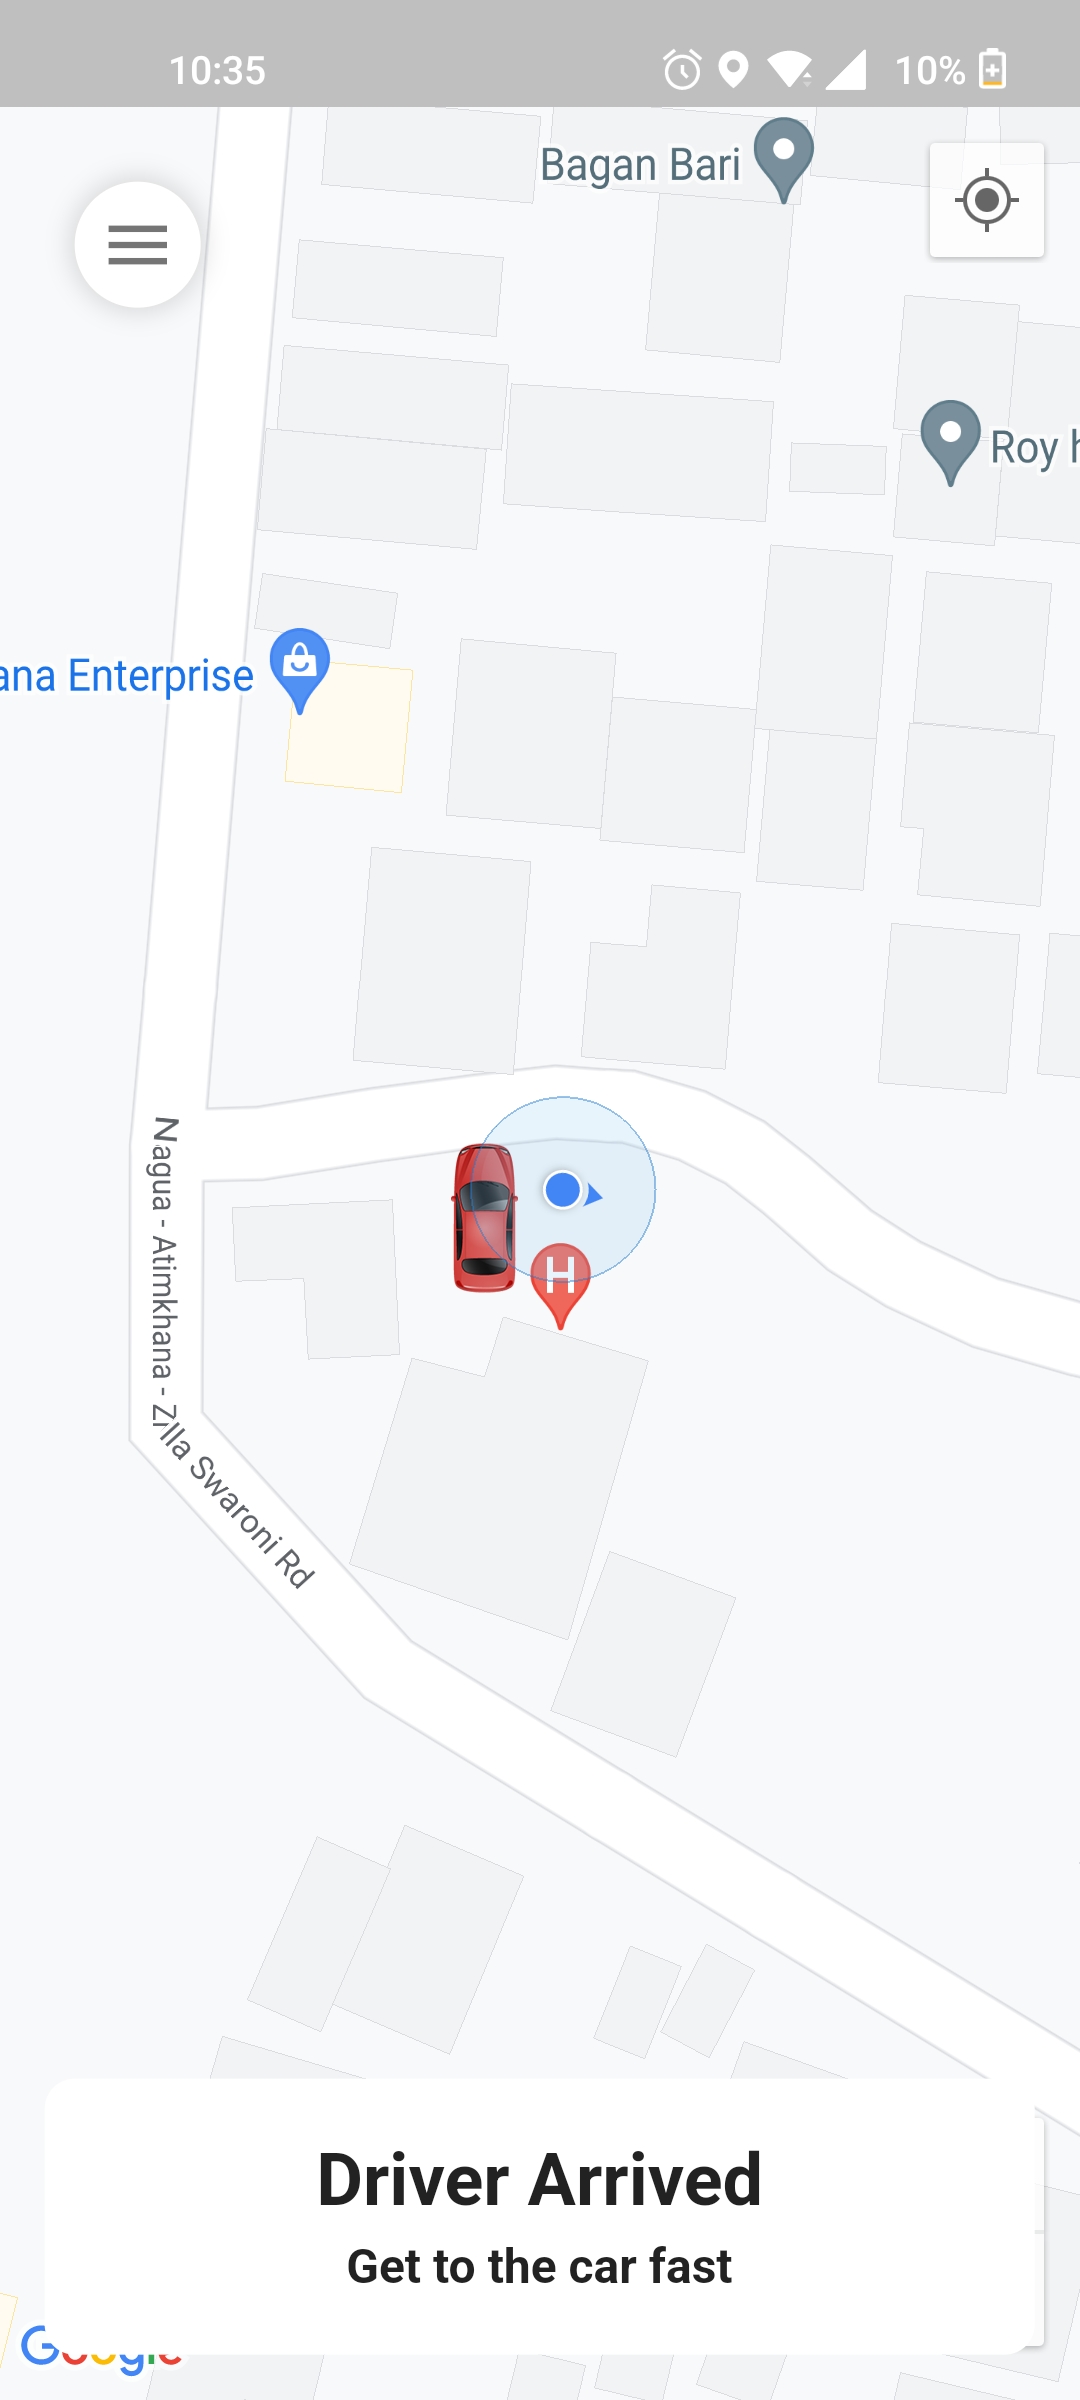 10:35
10%
Bagan Bari
Roy
ana Enterprise
Nagua - Atimkhana - Zilla Swaroni Rd
H
Driver Arrived
Get to the car fast
Google